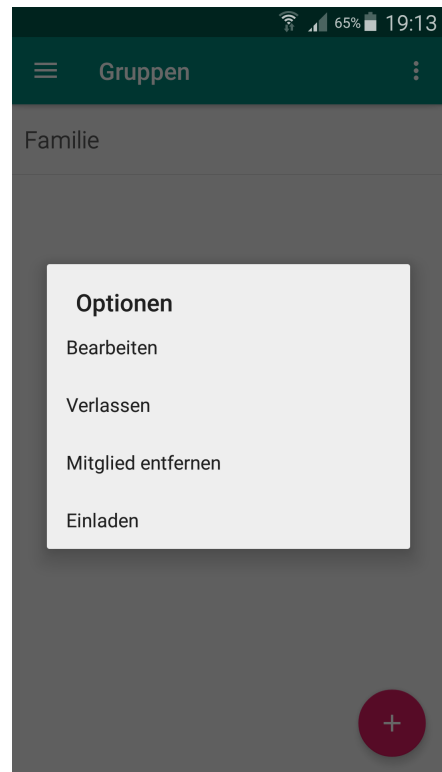 65% 19:13
Gruppen
Familie
Optionen
Bearbeiten
Verlassen
Mitglied entfernen
Einladen
+